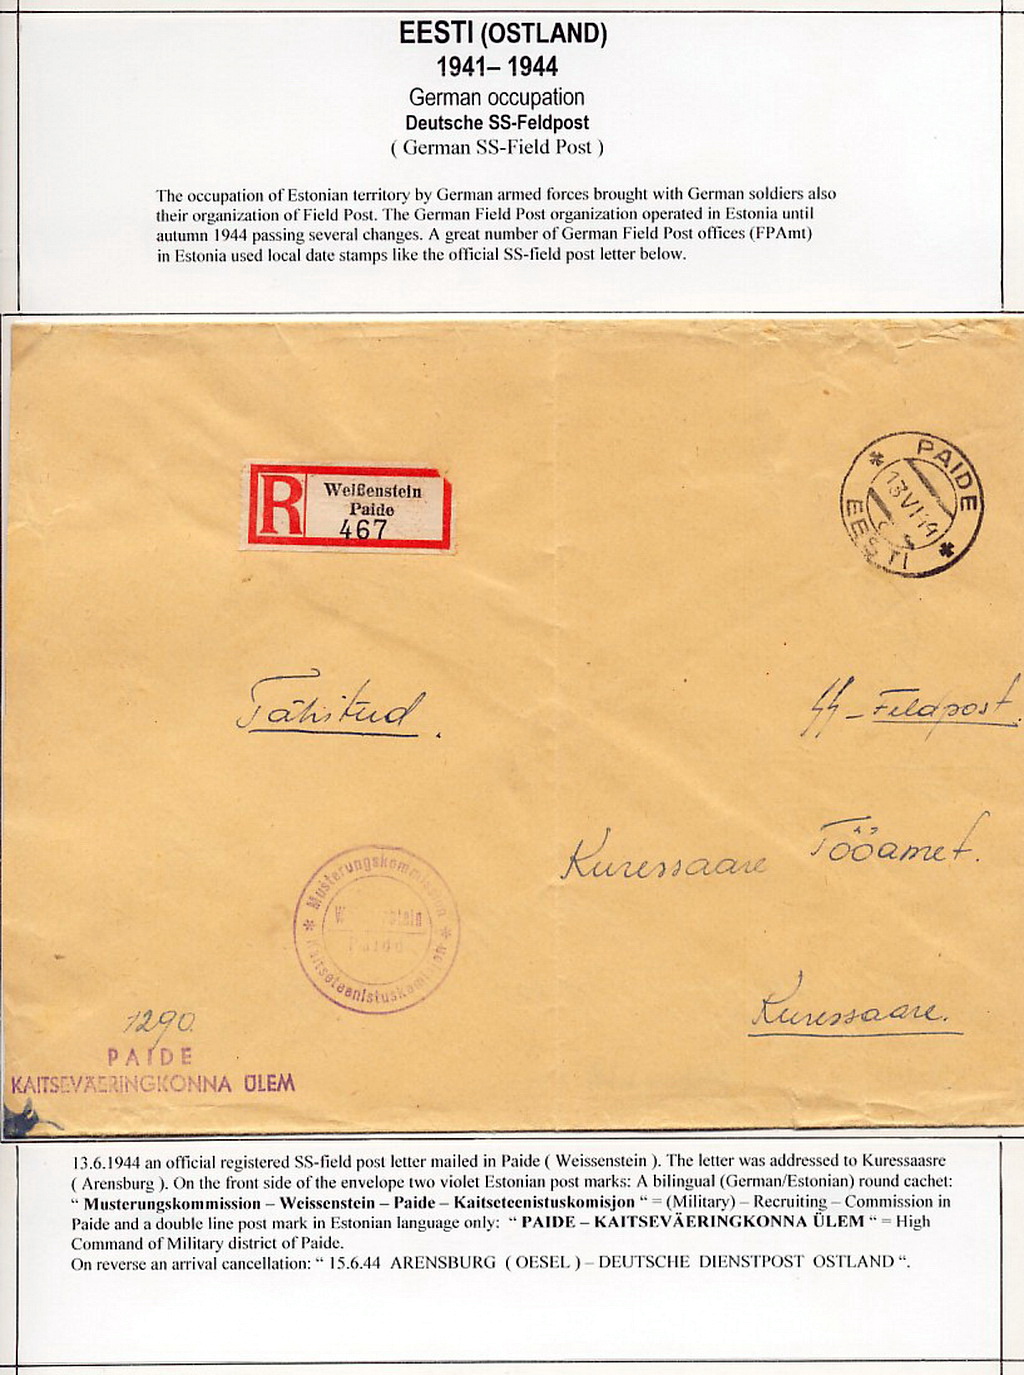 EESTI (OSTLAND)
1941– 1944
German occupation
Deutsche SS-Feldpost
( German SS-Field Post )
The occupation of Estonian territory by German armed forces brought with German soldiers also
their organization of Field Post. The German Field Post organization operated in Estonia until
autumn 1944 passing several changes. A great number of German Field Post offices (FPAmt)
in Estonia used local date stamps like the official SS-field post letter below.
PAIDE
13 VI
EESTI
R
Weißenstein
Paide
467
Tähitud.
SS-Feldpost.
Kuressaare Tööamet.
Musterungskommission
Paide
Kuressaare.
1290.
PAIDE
KAITSEVÄERINGKONNA ÜLEM
13.6.1944 an official registered SS-field post letter mailed in Paide ( Weissenstein ). The letter was addressed to Kuressaasre
( Arensburg ). On the front side of the envelope two violet Estonian post marks: A bilingual (German/Estonian) round cachet:
“ Musterungskommission – Weissenstein – Paide – Kaitseteenistuskomisjon “ = (Military) – Recruiting – Commission in
Paide and a double line post mark in Estonian language only: “ PAIDE – KAITSEVÄERINGKONNA ÜLEM “ = High
Command of Military district of Paide.
On reverse an arrival cancellation: “ 15.6.44 ARENSBURG ( OESEL ) – DEUTSCHE DIENSTPOST OSTLAND “.